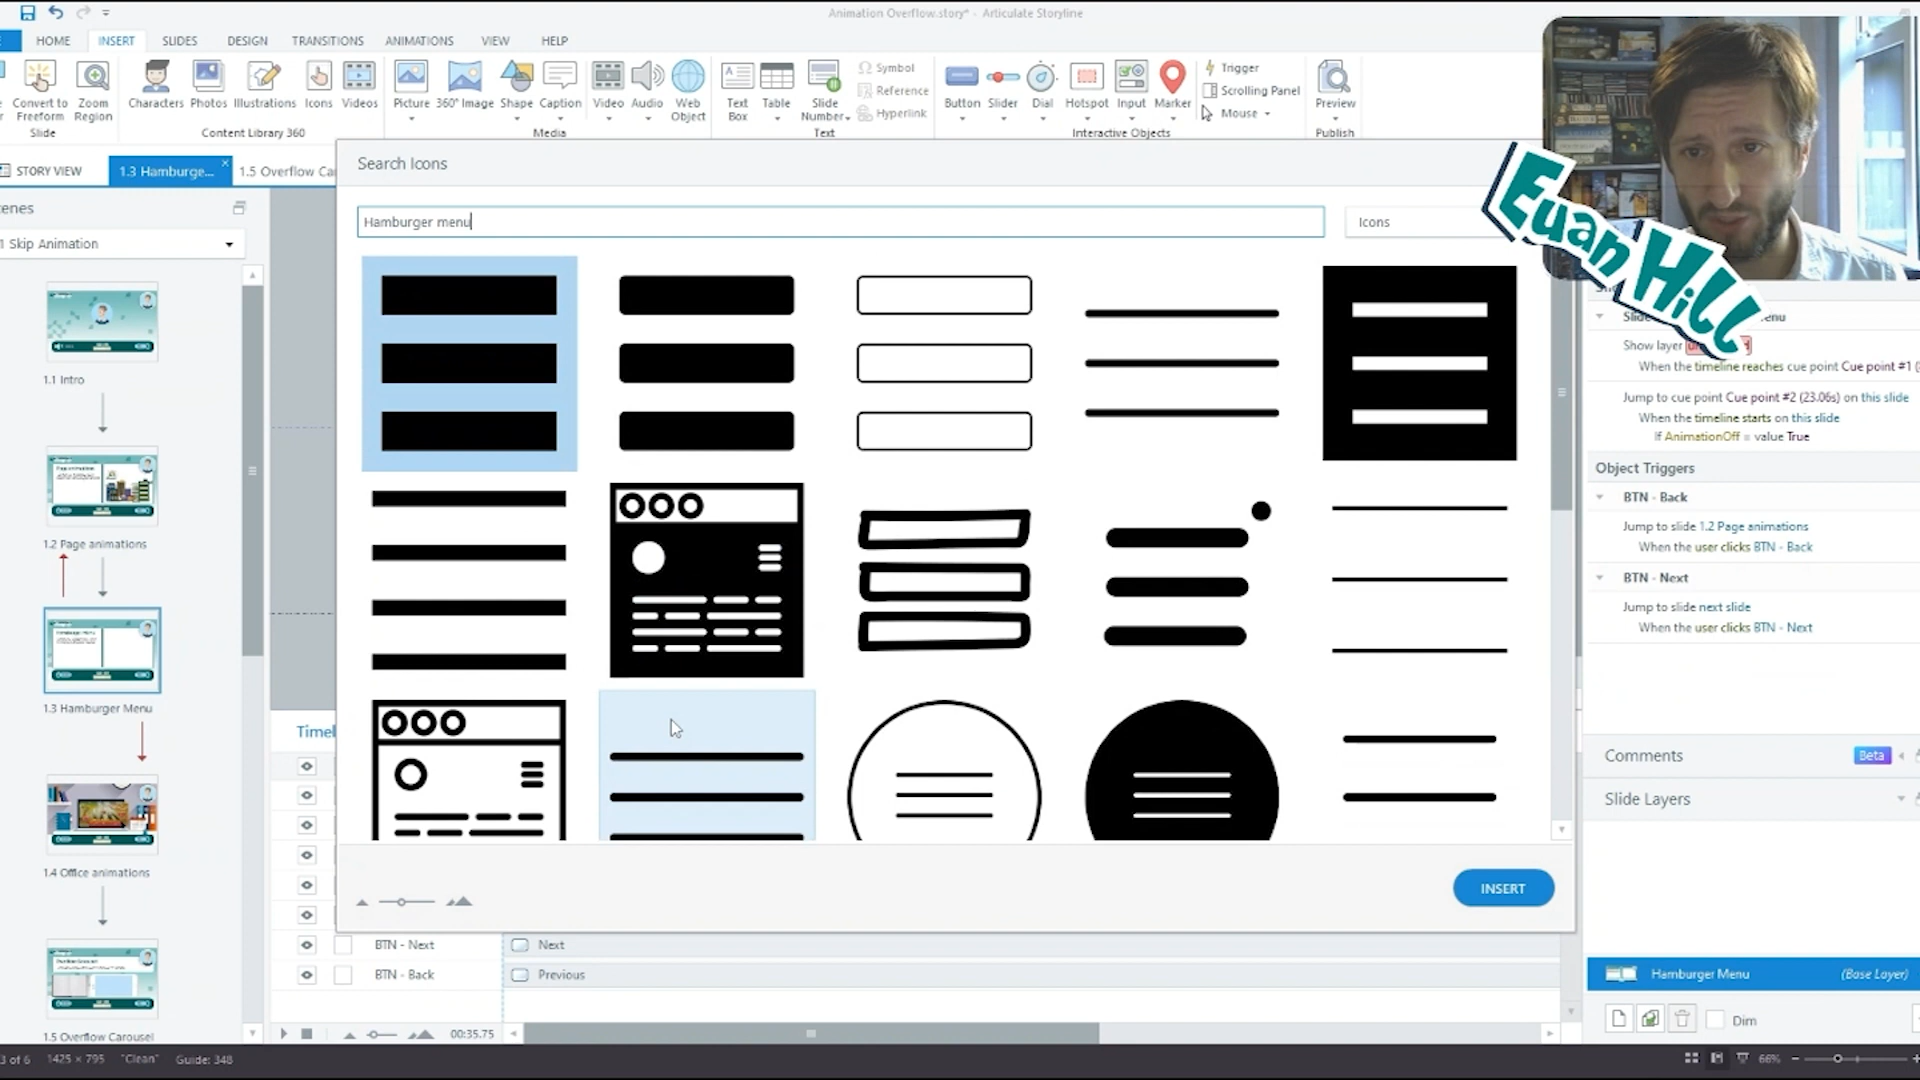 Animation Overflow.story* - Articulate Storyline
HOME INSERT SLIDES DESIGN TRANSITIONS ANIMATIONS VIEW HELP
Convert to Freeform
Zoom Region
Characters
Photos
Illustrations
Icons
Videos
Picture
360° Image
Shape
Caption
Video
Audio
Web Object
Text Box
Table
Slide Number
Symbol
Reference
Hyperlink
Button
Slider
Dial
Hotspot
Input
Marker
Trigger
Scrolling Panel
Mouse
Preview
Slide
Content Library 360
Media
Text
Interactive Objects
Publish
Euan Hill
STORY VIEW
1.3 Hamburge...
1.5 Overflow Ca
Search Icons
Hamburger menu
Icons
enes
1 Skip Animation
1.1 Intro
1.2 Page animations
1.3 Hamburger Menu
1.4 Office animations
1.5 Overflow Carousel
Show layer
When the timeline reaches cue point Cue point #1 (
Jump to cue point Cue point #2 (23.06s) on this slide
When the timeline starts on this slide
If AnimationOff = value True
Object Triggers
BTN - Back
Jump to slide 1.2 Page animations
When the user clicks BTN - Back
BTN - Next
Jump to slide next slide
When the user clicks BTN - Next
Timel
Comments
Beta
Slide Layers
INSERT
BTN - Next
Next
BTN - Back
Previous
Hamburger Menu (Base Layer)
00:35.75
Dim
3 of 6 1425 × 795 "Clean" Guide: 348
66%